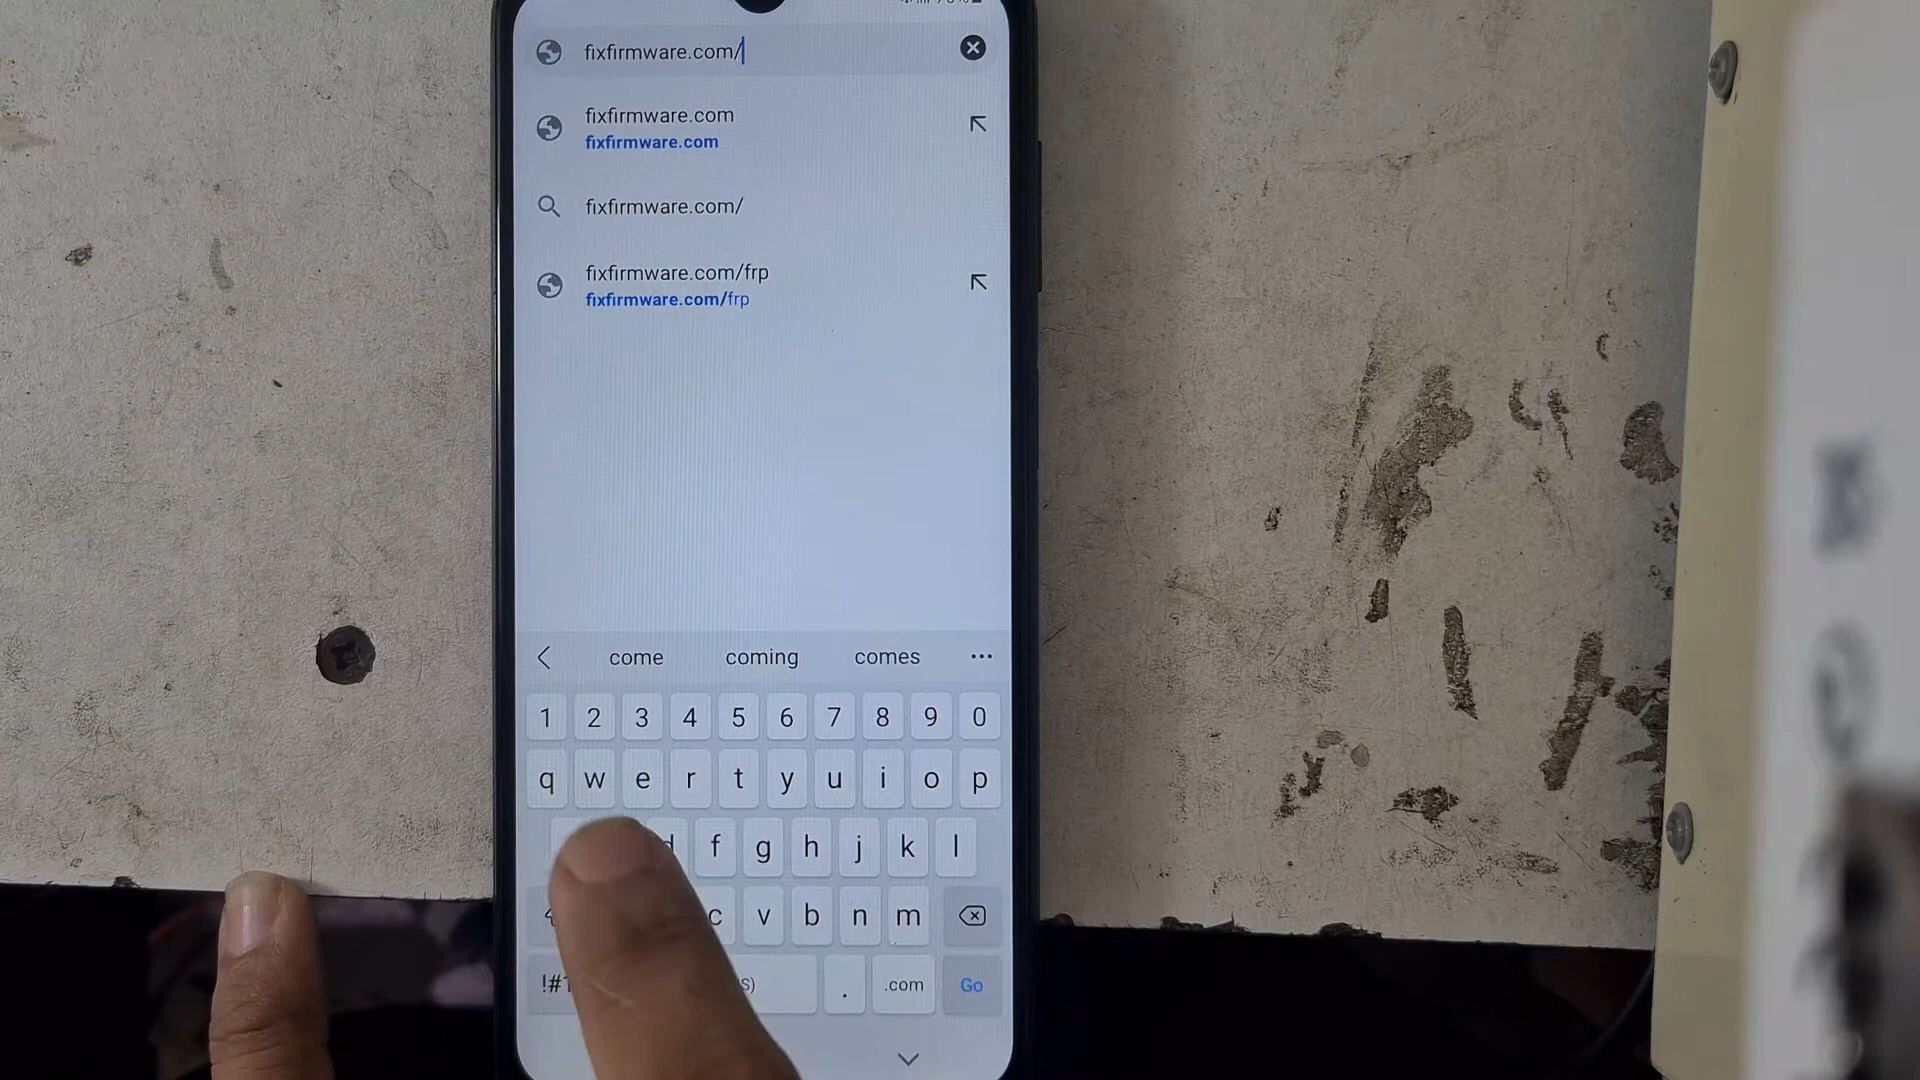 fixfirmware.com/
fixfirmware.com
fixfirmware.com
fixfirmware.com/
fixfirmware.com/frp
fixfirmware.com/frp
come coming comes
1 2 3 4 5 6 7 8 9 0
q w e r t y u i o p
d f g h j k l
c v b n m
!#1 S) . .com Go